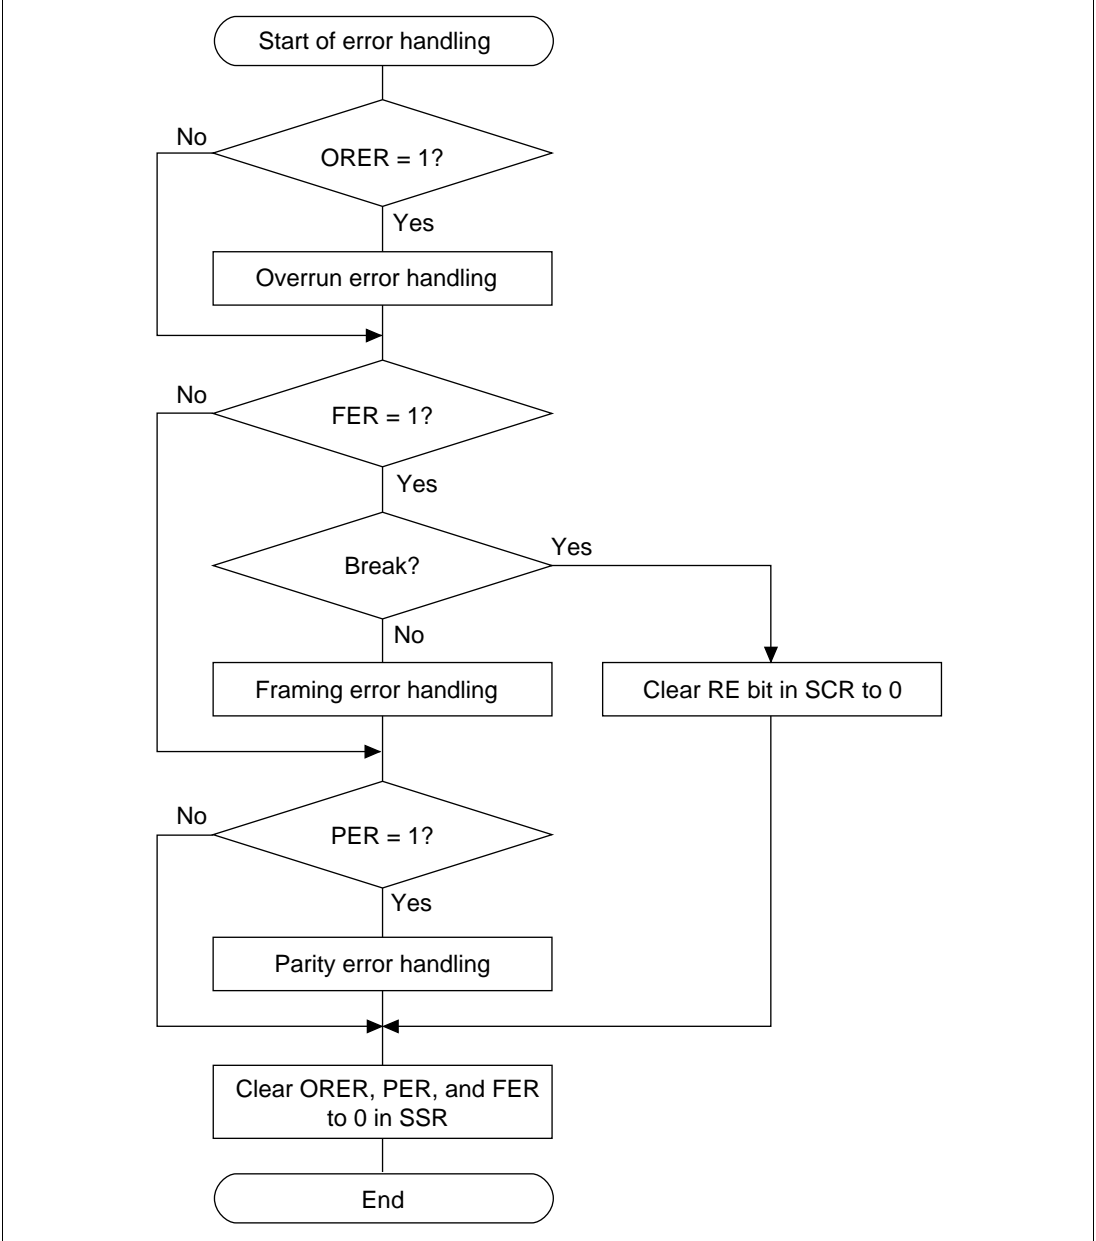 Start of error handling
No
ORER = 1?
Yes
Overrun error handling
No
FER = 1?
Yes
Break?
Yes
No
Framing error handling
Clear RE bit in SCR to 0
No
PER = 1?
Yes
Parity error handling
Clear ORER, PER, and FER
to 0 in SSR
End